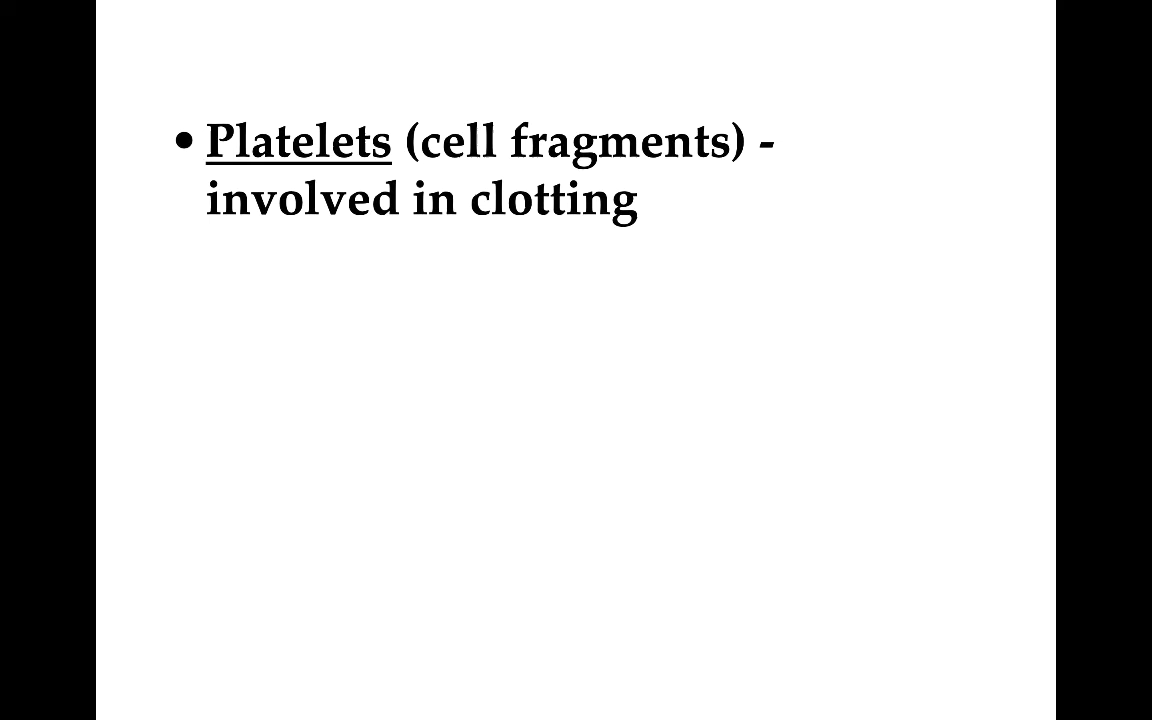 • Platelets (cell fragments) -
involved in clotting